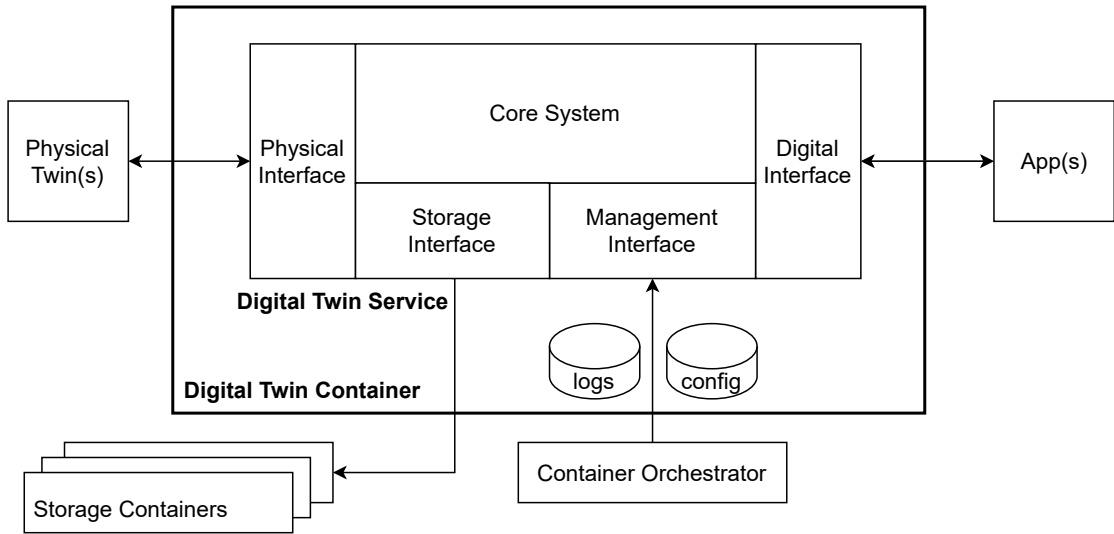 Core System
Physical
Twin(s)
Physical
Interface
Digital
Interface
App(s)
Storage
Interface
Management
Interface
Digital Twin Service
logs
config
Digital Twin Container
Container Orchestrator
Storage Containers